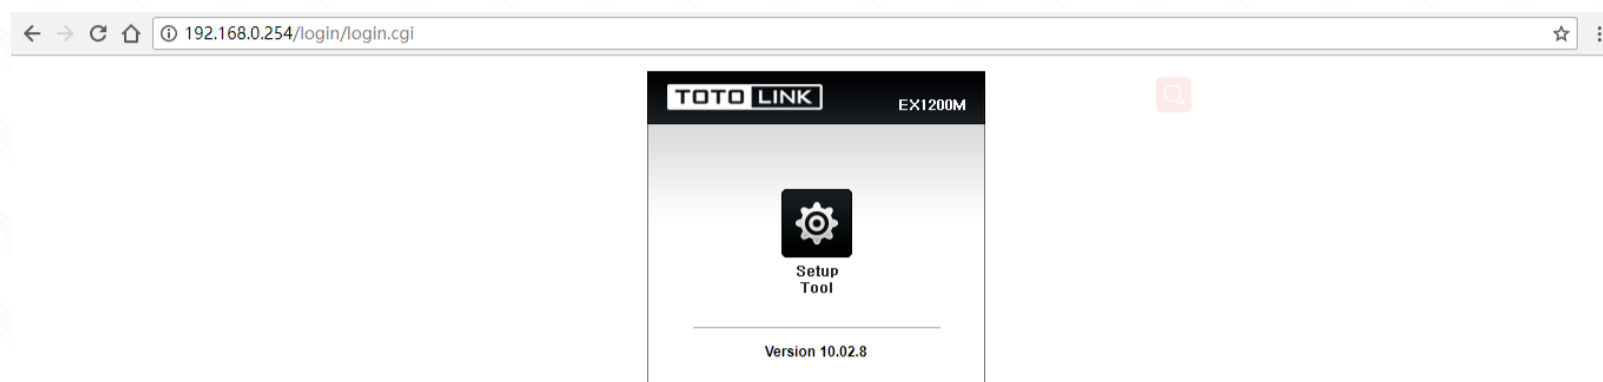 192.168.0.254/login/login.cgi
TOTO LINK
EX1200M
Setup
Tool
Version 10.02.8